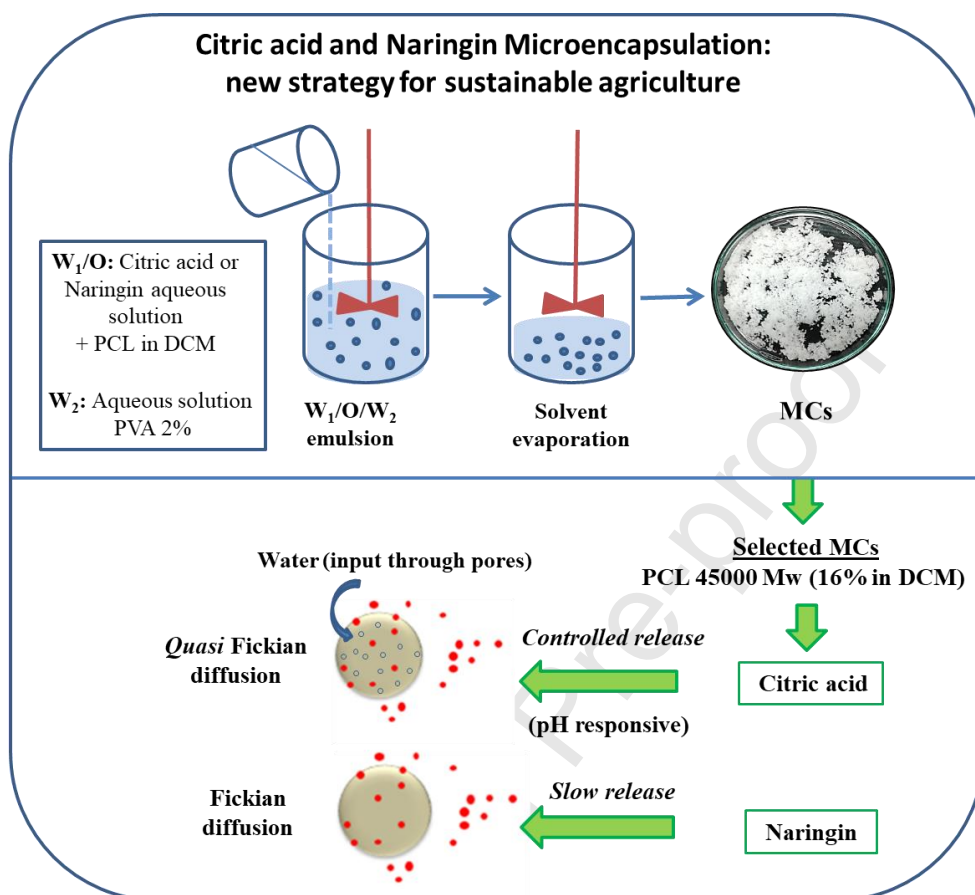 Citric acid and Naringin Microencapsulation:
new strategy for sustainable agriculture
W1/O: Citric acid or
Naringin aqueous
solution
+ PCL in DCM
W2: Aqueous solution
PVA 2%
W1/O/W2
emulsion
Solvent
evaporation
MCs
Pre-proof
Selected MCs
PCL 45000 Mw (16% in DCM)
Water (input through pores)
Quasi Fickian
diffusion
Controlled release
(pH responsive)
Citric acid
Fickian
diffusion
Slow release
Naringin